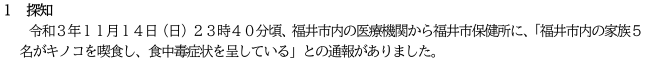 １　探知
令和３年１１月１４日（日）２３時４０分頃、福井市内の医療機関から福井市保健所に、「福井市内の家族５
名がキノコを喫食し、食中毒症状を呈している」との通報がありました。